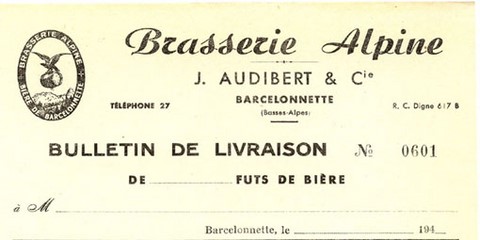 BRASSERIE ALPINE
BIÈRE DE BARCELONNETTE
Brasserie Alpine
J. AUDIBERT & Cie
TÉLÉPHONE 27
BARCELONNETTE
(Basses-Alpes)
R. C. Digne 617 B
BULLETIN DE LIVRAISON № 0601
DE FUTS DE BIÈRE
à M
Barcelonnette, le 194